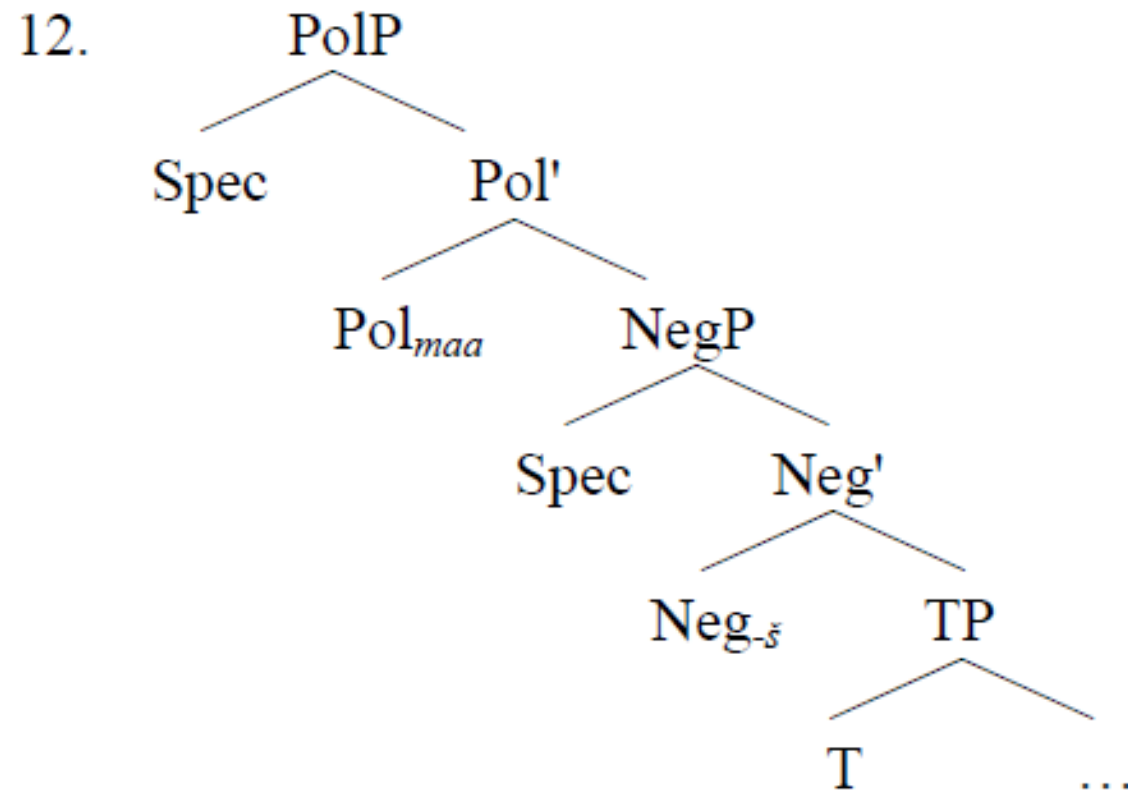 12. PolP
Spec Pol'
Polmaa NegP
Spec Neg'
Neg-š TP
T …